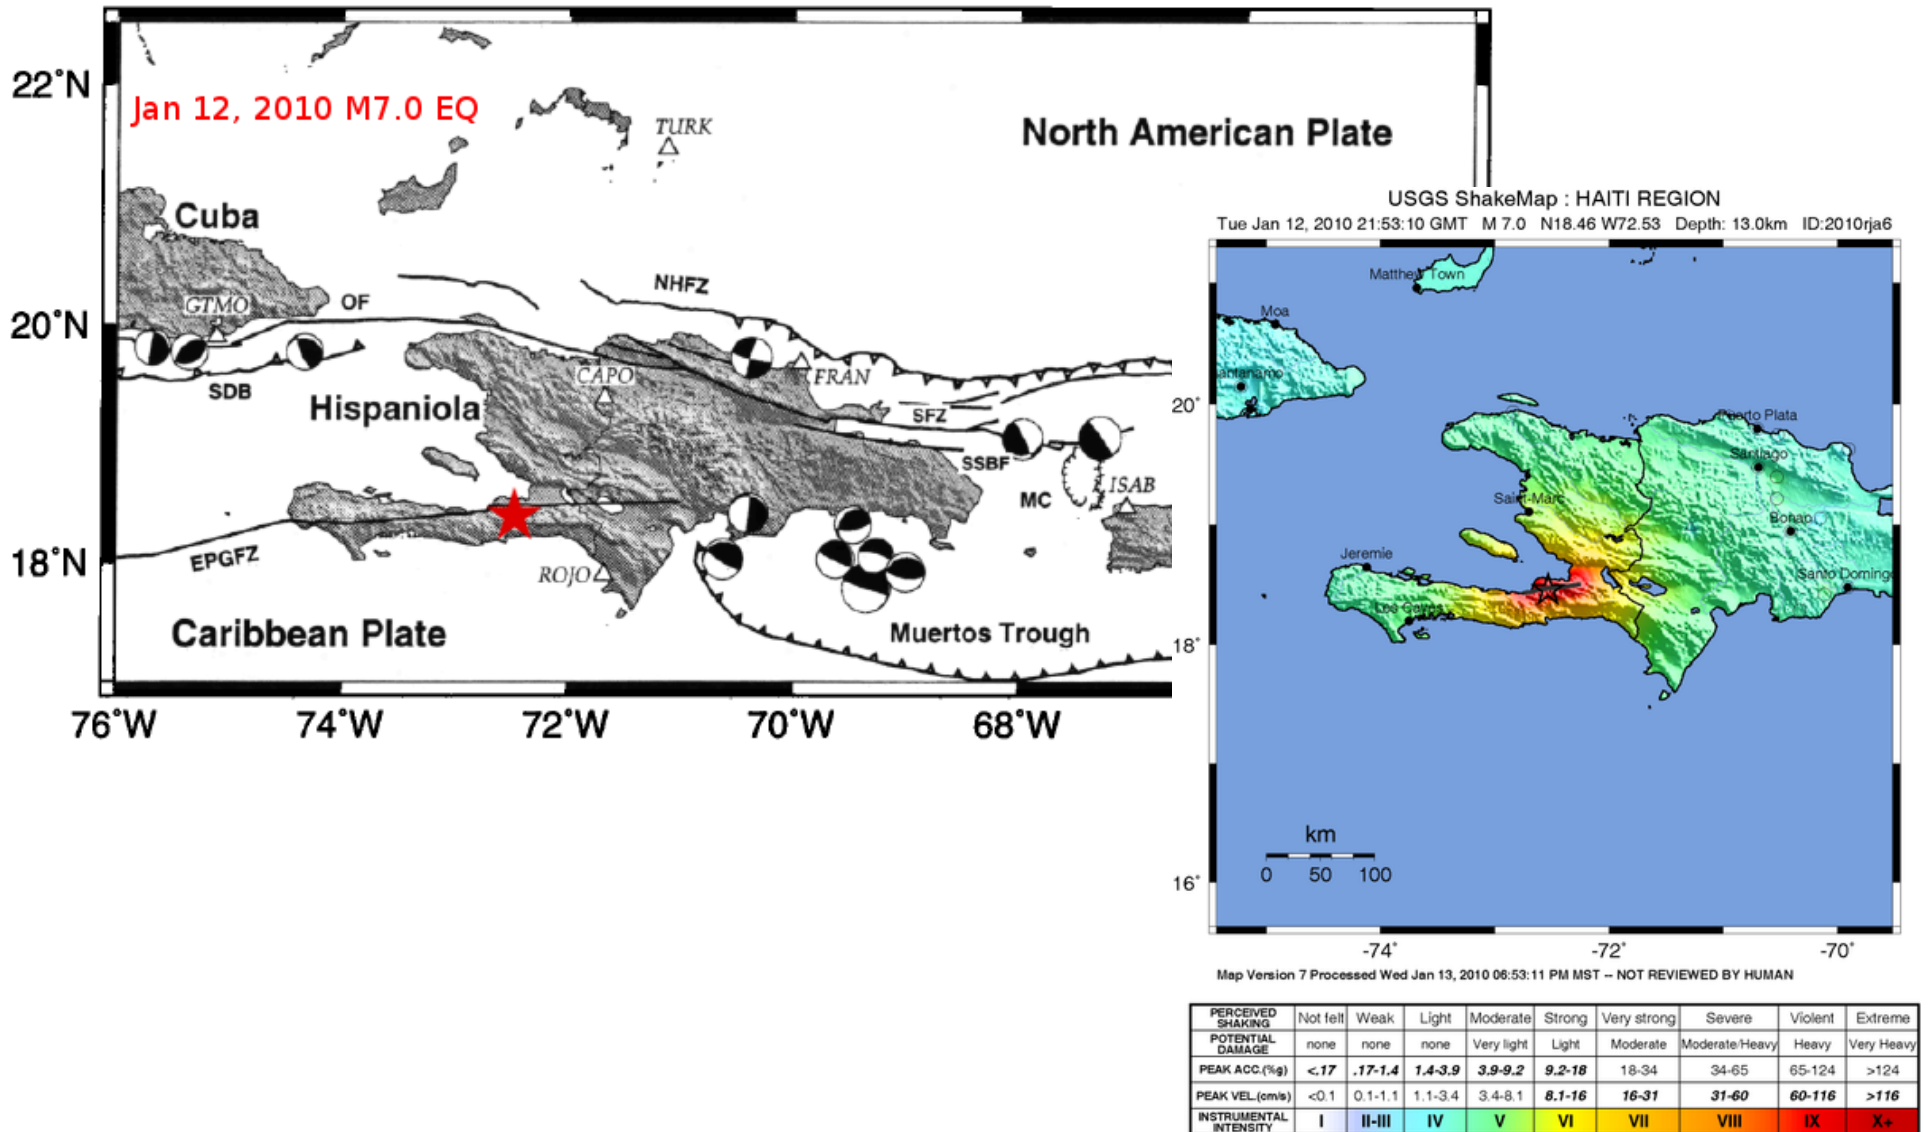 22°N
Jan 12, 2010 M7.0 EQ
TURK
North American Plate
Cuba
GTMO
OF
NHFZ
20°N
SDB
Hispaniola
CAPO
FRAN
SFZ
SSBF
MC
ISAB
EPGFZ
18°N
ROJO
Caribbean Plate
Muertos Trough
76°W 74°W 72°W 70°W 68°W
USGS ShakeMap : HAITI REGION
Tue Jan 12, 2010 21:53:10 GMT M 7.0 N18.46 W72.53 Depth: 13.0km ID:2010rja6
Matthew Town
Moa
antanamo
20°
Puerto Plata
Santiago
Saint-Marc
Bonao
Jeremie
Santo Domingo
Les Cayes
18°
km
0 50 100
16°
-74° -72° -70°
Map Version 7 Processed Wed Jan 13, 2010 06:53:11 PM MST -- NOT REVIEWED BY HUMAN
PERCEIVED SHAKING Not felt Weak Light Moderate Strong Very strong Severe Violent Extreme
POTENTIAL DAMAGE none none none Very light Light Moderate Moderate/Heavy Heavy Very Heavy
PEAK ACC.(%g) <.17 .17-1.4 1.4-3.9 3.9-9.2 9.2-18 18-34 34-65 65-124 >124
PEAK VEL.(cm/s) <0.1 0.1-1.1 1.1-3.4 3.4-8.1 8.1-16 16-31 31-60 60-116 >116
INSTRUMENTAL INTENSITY I II-III IV V VI VII VIII IX X+